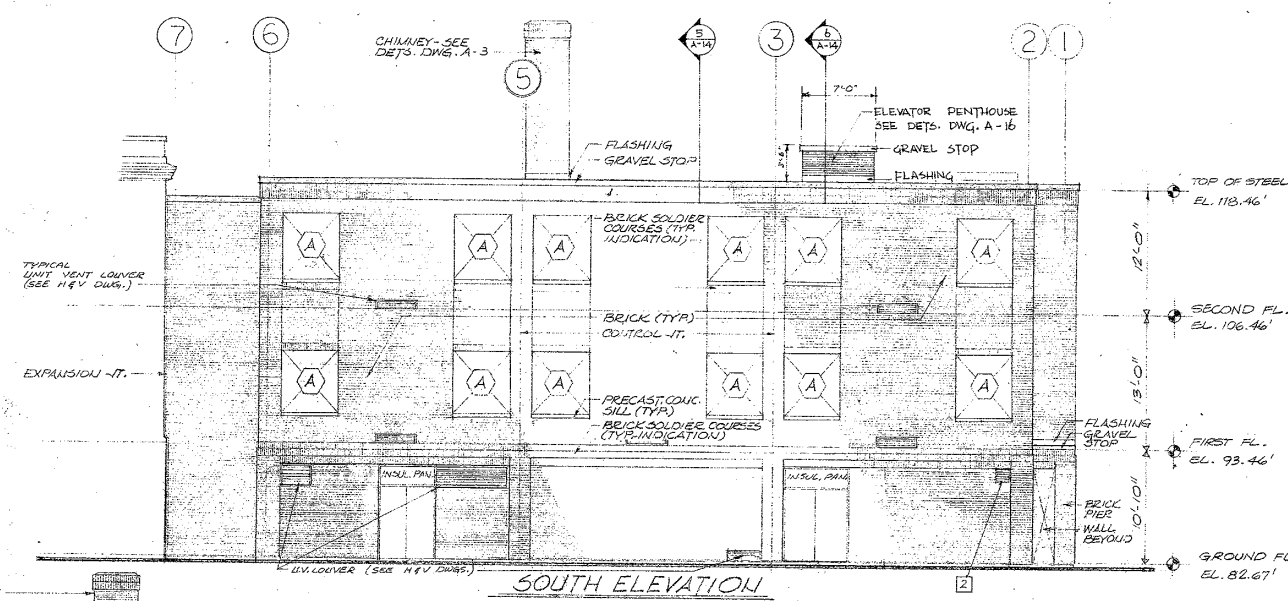 7
6
CHIMNEY-SEE
DETS. DWG. A-3
5
5
A-14
3
6
A-14
2
1
7'-0"
ELEVATOR PENTHOUSE
SEE DETS. DWG. A-16
GRAVEL STOP
FLASHING
FLASHING
GRAVEL STOP
TOP OF STEEL
EL. 118.46'
BRICK SOLDIER
COURSES (TYP.
INDICATION)
A
A
A
A
A
A
12'-0"
TYPICAL
UNIT VENT LOUVER
(SEE H&V DWG.)
BRICK (TYP)
CONTROL JT.
SECOND FL.
EL. 106.46'
EXPANSION JT.
A
A
A
A
A
A
13'-0"
PRECAST CONC.
SILL (TYP.)
BRICK SOLDIER COURSES
(TYP. INDICATION)
FLASHING
GRAVEL
STOP
FIRST FL.
EL. 93.46'
INSUL. PAN.
INSUL. PAN.
10'-10"
BRICK
PIER
WALL
BEYOND
U.V. LOUVER (SEE H&V DWGS.)
SOUTH ELEVATION
2
GROUND FL
EL. 82.67'